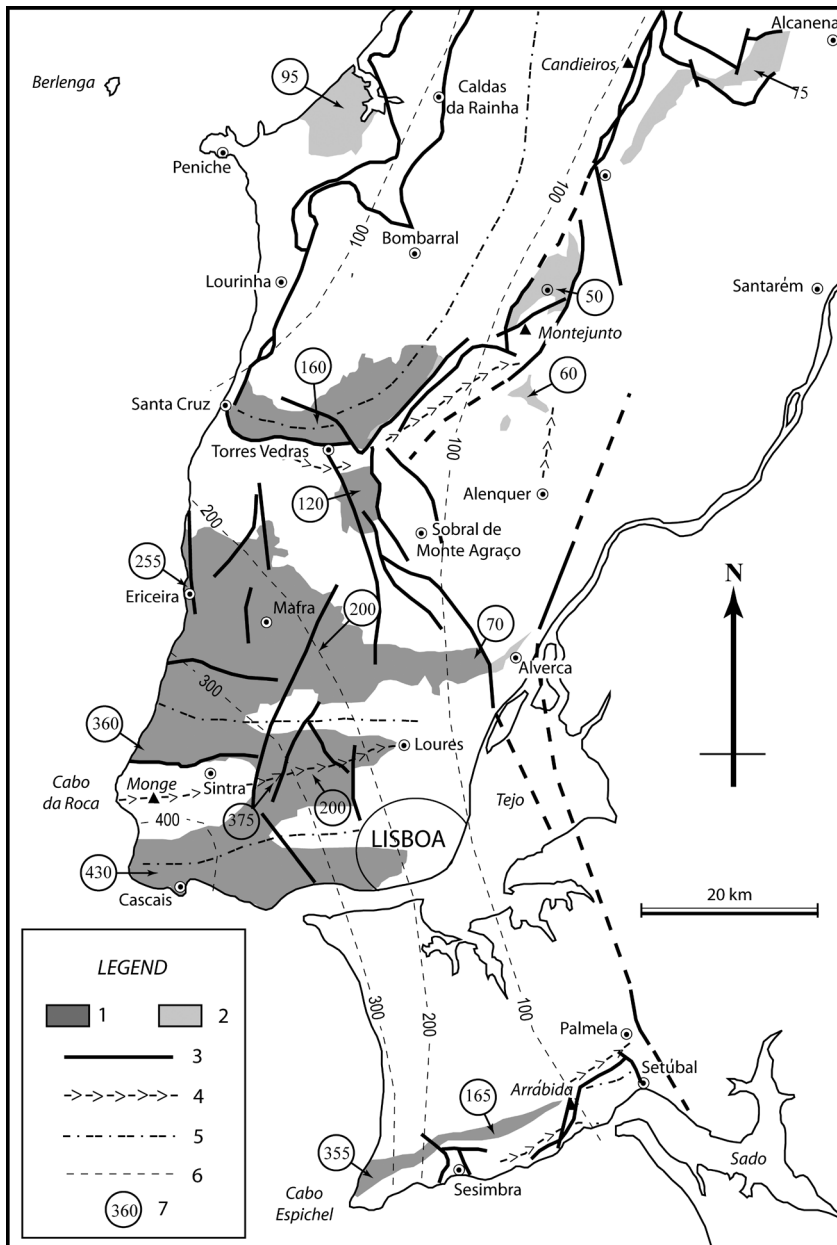 Alcanena
Candieiros
Berlenga
95
Caldas
da Rainha
75
Peniche
100
100
Bombarral
Lourinha
50
Santarém
Montejunto
160
60
Santa Cruz
100
Torres Vedras
Alenquer
120
200
Sobral de
Monte Agraço
255
N
Ericeira
Mafra
200
70
Alverca
300
360
Loures
Cabo
da Roca
Monge
Sintra
Tejo
375
200
400
LISBOA
430
20 km
Cascais
LEGEND
1
2
3
4
5
6
360
7
300
200
100
Palmela
Setúbal
Arrábida
165
355
Sado
Cabo
Espichel
Sesimbra